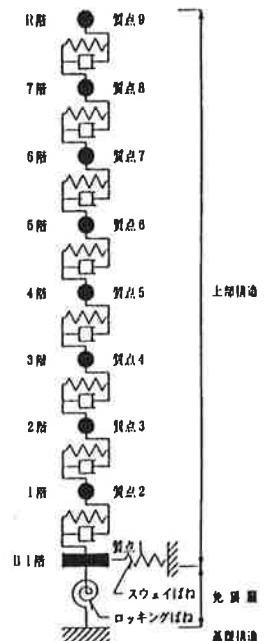 R階 質点9
7階 質点8
6階 質点7
5階 質点6
4階 質点5
3階 質点4
2階 質点3
1階 質点2
B1階 質点1
上部構造
スウェイばね
免震層
ロッキングばね
基礎構造